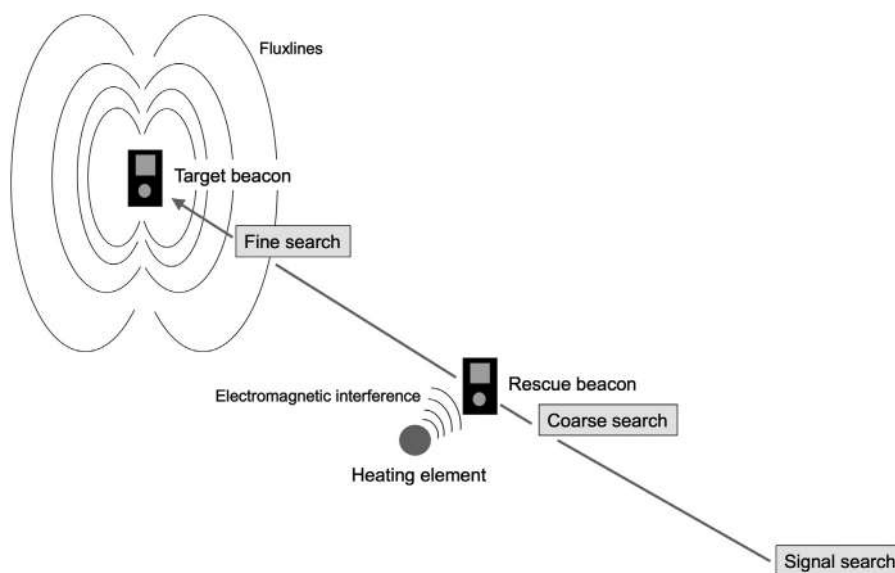 Fluxlines
Target beacon
Fine search
Electromagnetic interference
Rescue beacon
Coarse search
Heating element
Signal search